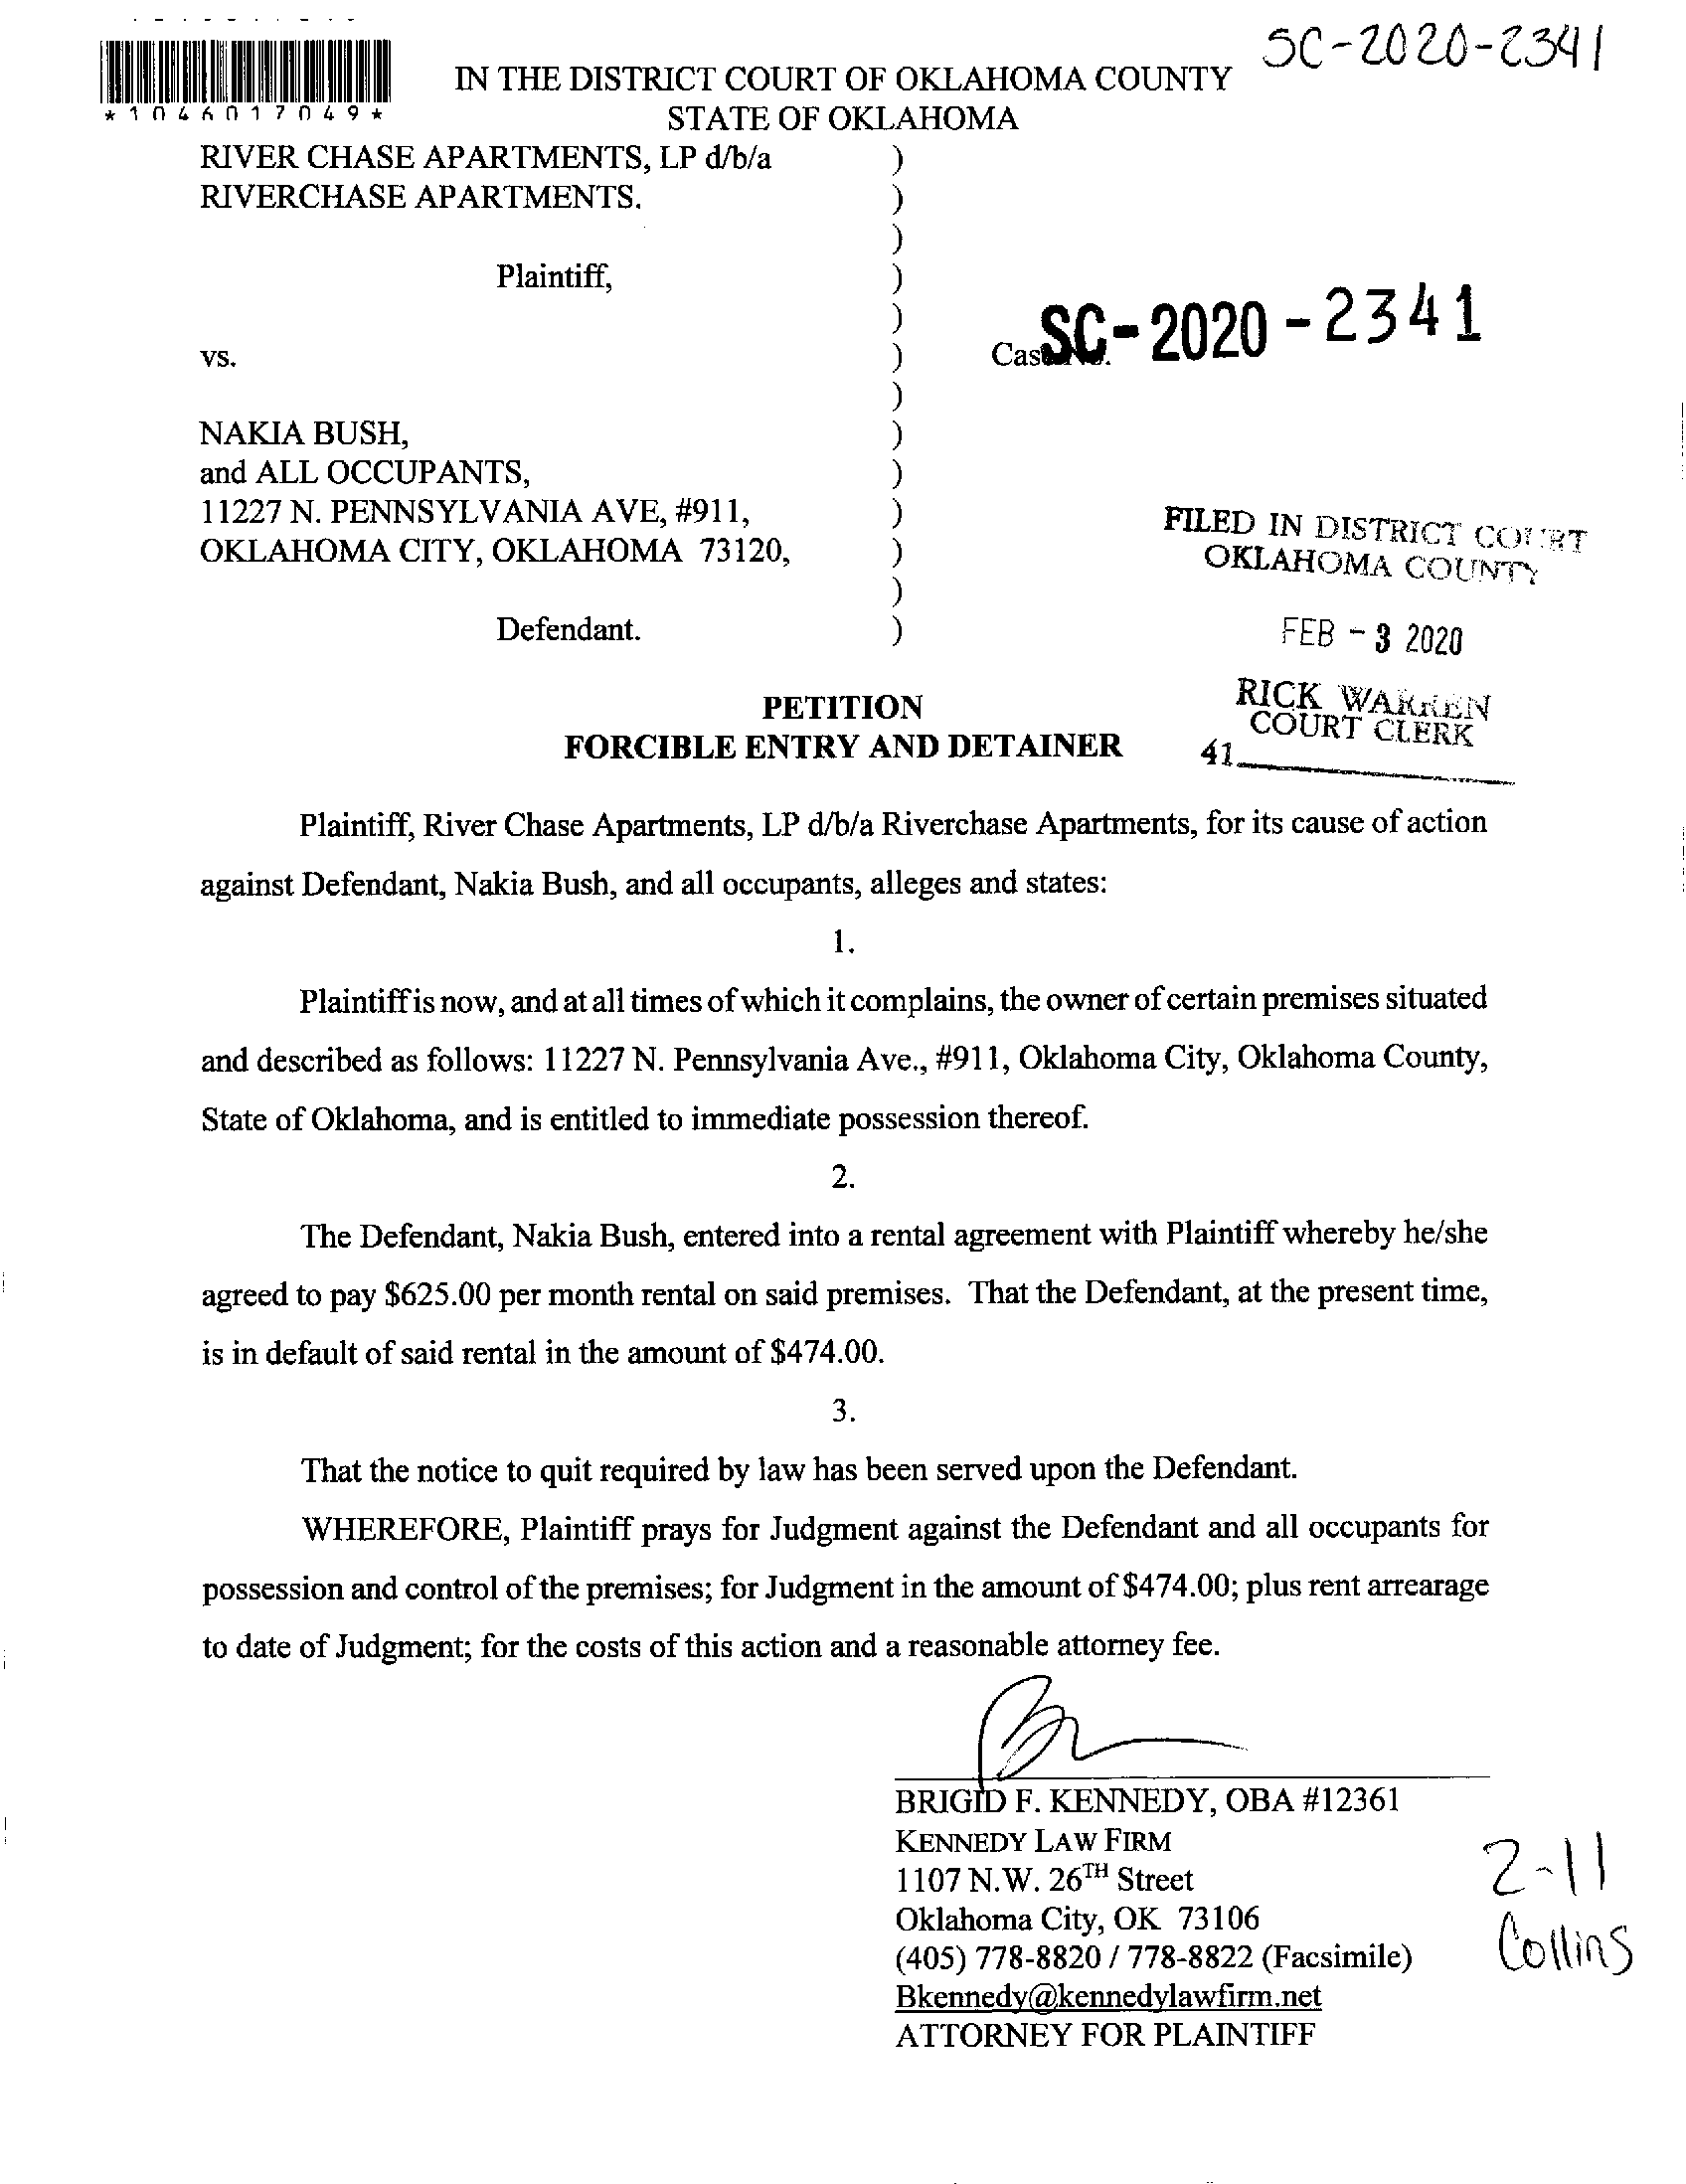 SC-2020-2341
*1046017049*
IN THE DISTRICT COURT OF OKLAHOMA COUNTY
STATE OF OKLAHOMA
RIVER CHASE APARTMENTS, LP d/b/a )
RIVERCHASE APARTMENTS. )
)
Plaintiff, )
)
vs. ) Case No. SC-2020-2341
)
NAKIA BUSH, )
and ALL OCCUPANTS, )
11227 N. PENNSYLVANIA AVE, #911, )
OKLAHOMA CITY, OKLAHOMA 73120, )
)
Defendant. )
FILED IN DISTRICT COURT
OKLAHOMA COUNTY
FEB - 3 2020
RICK WARREN
COURT CLERK
41
PETITION
FORCIBLE ENTRY AND DETAINER
Plaintiff, River Chase Apartments, LP d/b/a Riverchase Apartments, for its cause of action
against Defendant, Nakia Bush, and all occupants, alleges and states:
1.
Plaintiff is now, and at all times of which it complains, the owner of certain premises situated
and described as follows: 11227 N. Pennsylvania Ave., #911, Oklahoma City, Oklahoma County,
State of Oklahoma, and is entitled to immediate possession thereof.
2.
The Defendant, Nakia Bush, entered into a rental agreement with Plaintiff whereby he/she
agreed to pay $625.00 per month rental on said premises. That the Defendant, at the present time,
is in default of said rental in the amount of $474.00.
3.
That the notice to quit required by law has been served upon the Defendant.
WHEREFORE, Plaintiff prays for Judgment against the Defendant and all occupants for
possession and control of the premises; for Judgment in the amount of $474.00; plus rent arrearage
to date of Judgment; for the costs of this action and a reasonable attorney fee.
BRIGID F. KENNEDY, OBA #12361
KENNEDY LAW FIRM
1107 N.W. 26TH Street
Oklahoma City, OK 73106
(405) 778-8820 / 778-8822 (Facsimile)
Bkennedy@kennedylawfirm.net
ATTORNEY FOR PLAINTIFF
2-11
Collins